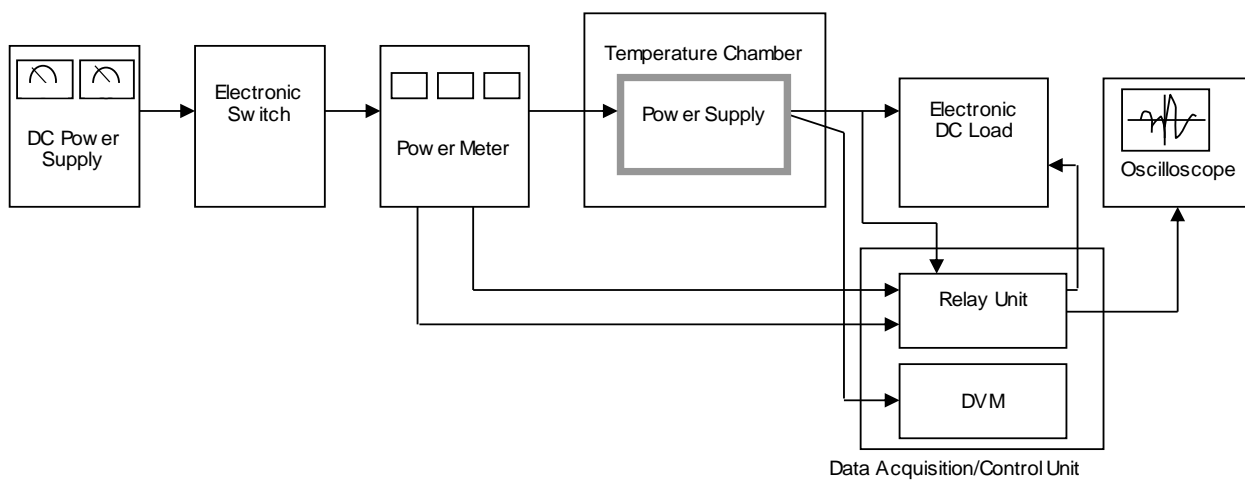 DC Power
Supply
Electronic
Switch
Power Meter
Temperature Chamber
Power Supply
Electronic
DC Load
Oscilloscope
Relay Unit
DVM
Data Acquisition/Control Unit